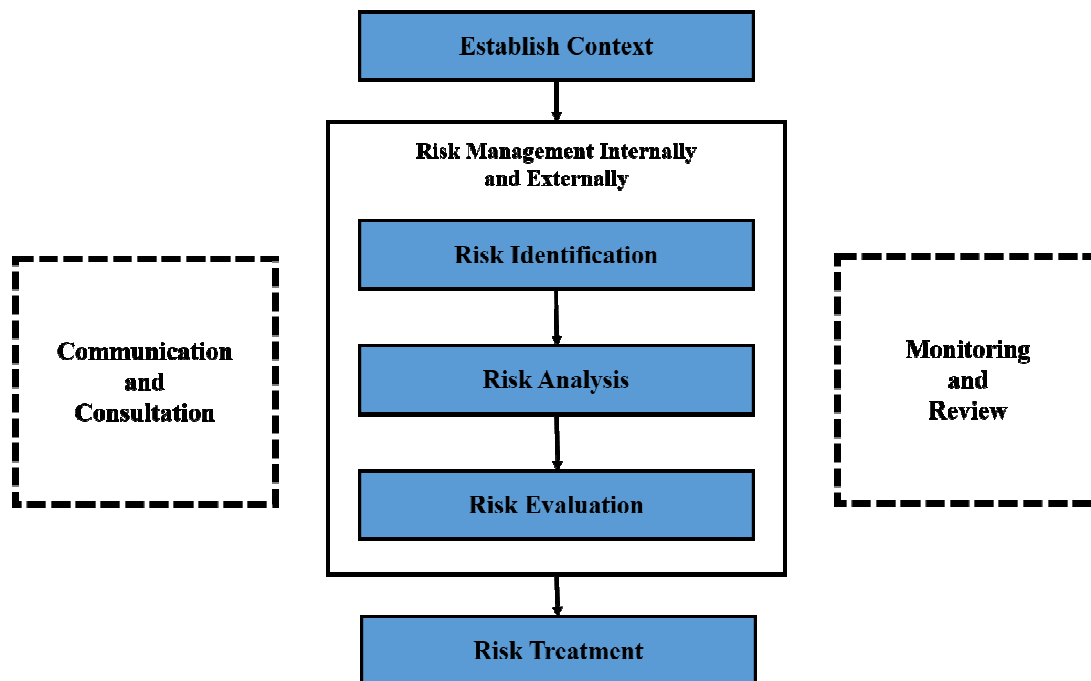 Establish Context
Risk Management Internally
and Externally
Risk Identification
Communication
and
Consultation
Risk Analysis
Monitoring
and
Review
Risk Evaluation
Risk Treatment